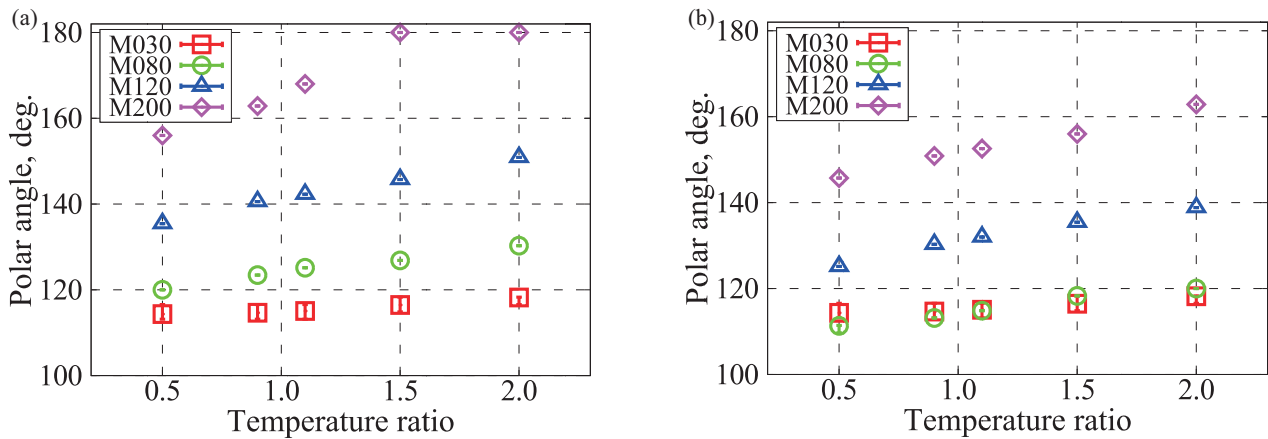 (a)
M030
M080
M120
M200
180
160
140
120
100
0.5 1.0 1.5 2.0
Polar angle, deg.
Temperature ratio
(b)
M030
M080
M120
M200
180
160
140
120
100
0.5 1.0 1.5 2.0
Polar angle, deg.
Temperature ratio